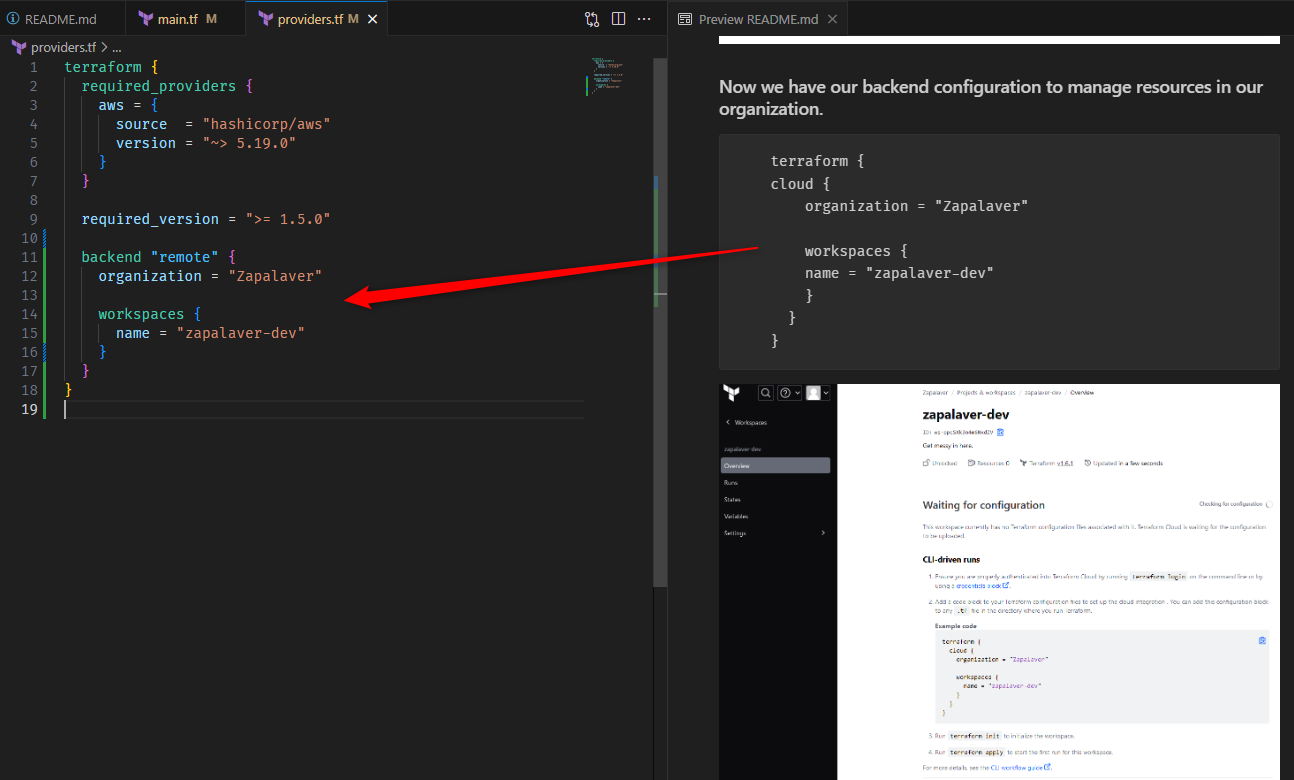 README.md
main.tf M
providers.tf M
Preview README.md
providers.tf > ...
1 terraform {
2 required_providers {
3 aws = {
4 source = "hashicorp/aws"
5 version = "~> 5.19.0"
6 }
7 }
8
9 required_version = ">= 1.5.0"
10
11 backend "remote" {
12 organization = "Zapalaver"
13
14 workspaces {
15 name = "zapalaver-dev"
16 }
17 }
18 }
19
Now we have our backend configuration to manage resources in our
organization.
terraform {
cloud {
organization = "Zapalaver"
workspaces {
name = "zapalaver-dev"
}
}
}
Workspaces
zapalaver-dev
Overview
Runs
States
Variables
Settings
Zapalaver / Projects & workspaces / zapalaver-dev / Overview
zapalaver-dev
Get messy in here.
Unlocked Resources 0 Terraform v1.6.1 Updated in a few seconds
Waiting for configuration
Checking for configuration
This workspace currently has no Terraform configuration files associated with it. Terraform Cloud is waiting for the configuration
to be uploaded.
CLI-driven runs
1. Ensure you are properly authenticated into Terraform Cloud by running terraform login on the command line or by
using a credentials block.
2. Add a code block to your Terraform configuration files to set up the cloud integration . You can add this configuration block
to any .tf file in the directory where you run Terraform.
Example code
terraform {
cloud {
organization = "Zapalaver"
workspaces {
name = "zapalaver-dev"
}
}
}
3. Run terraform init to initialize the workspace.
4. Run terraform apply to start the first run for this workspace.
For more details, see the CLI workflow guide.